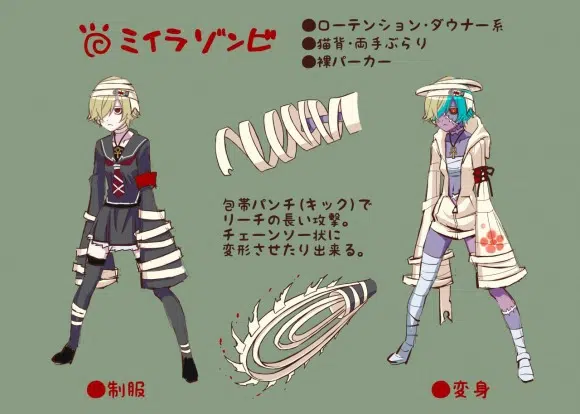 ミイラゾンビ
●ローテンション・ダウナー系
●猫背・両手ぶらり
●裸パーカー
包帯パンチ(キック)で
リーチの長い攻撃。
チェーンソー状に
変形させたり出来る。
●制服
●変身